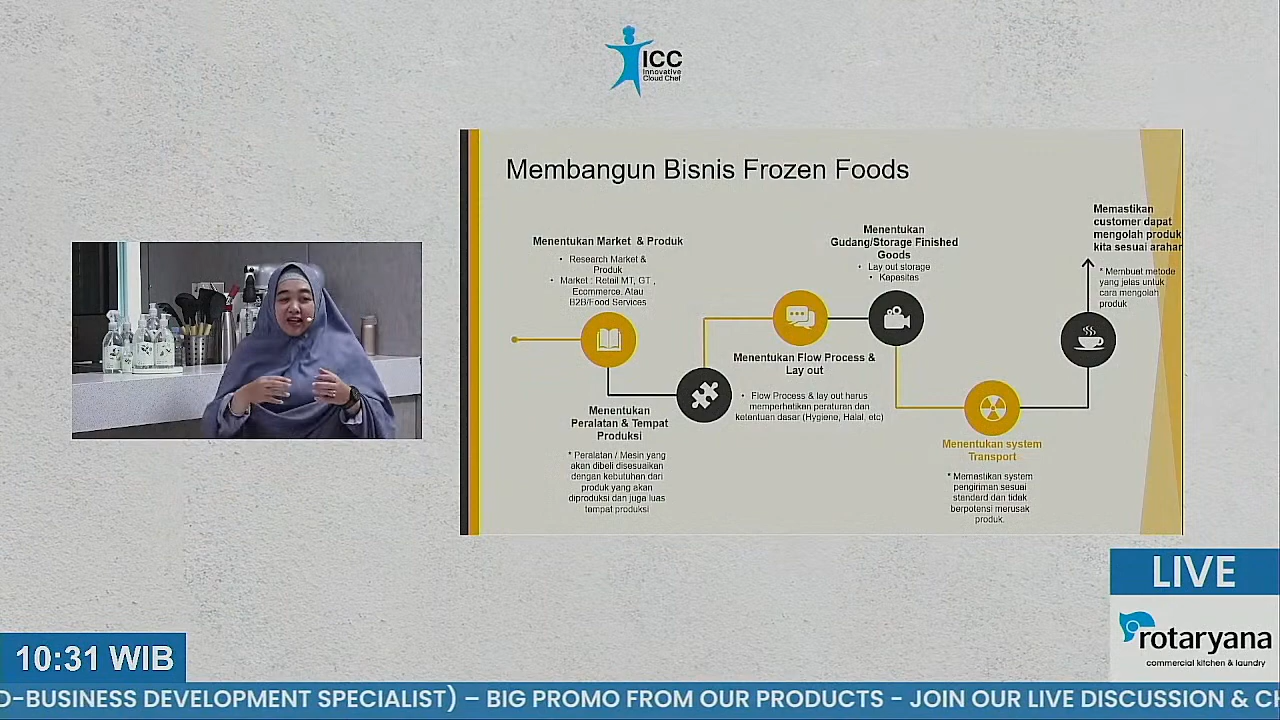 ICC
Innovative
Cloud Chef
Membangun Bisnis Frozen Foods
Menentukan Market & Produk
• Research Market &
Produk
• Market : Retail MT, GT ,
Ecommerce, Atau
B2B/Food Services
Menentukan
Peralatan & Tempat
Produksi
* Peralatan / Mesin yang
akan dibeli disesuaikan
dengan kebutuhan dari
produk yang akan
diproduksi dan juga luas
tempat produksi
Menentukan Flow Process &
Lay out
• Flow Process & lay out harus
memperhatikan peraturan dan
ketentuan dasar (Hygiene, Halal, etc)
Menentukan
Gudang/Storage Finished
Goods
• Lay out storage
• Kapasitas
Menentukan system
Transport
* Memastikan system
pengiriman sesuai
standard dan tidak
berpotensi merusak
produk.
Memastikan
customer dapat
mengolah produk
kita sesuai arahan
* Membuat metode
yang jelas untuk
cara mengolah
produk
LIVE
rotaryana
commercial kitchen & laundry
10:31 WIB
D-BUSINESS DEVELOPMENT SPECIALIST) – BIG PROMO FROM OUR PRODUCTS – JOIN OUR LIVE DISCUSSION &